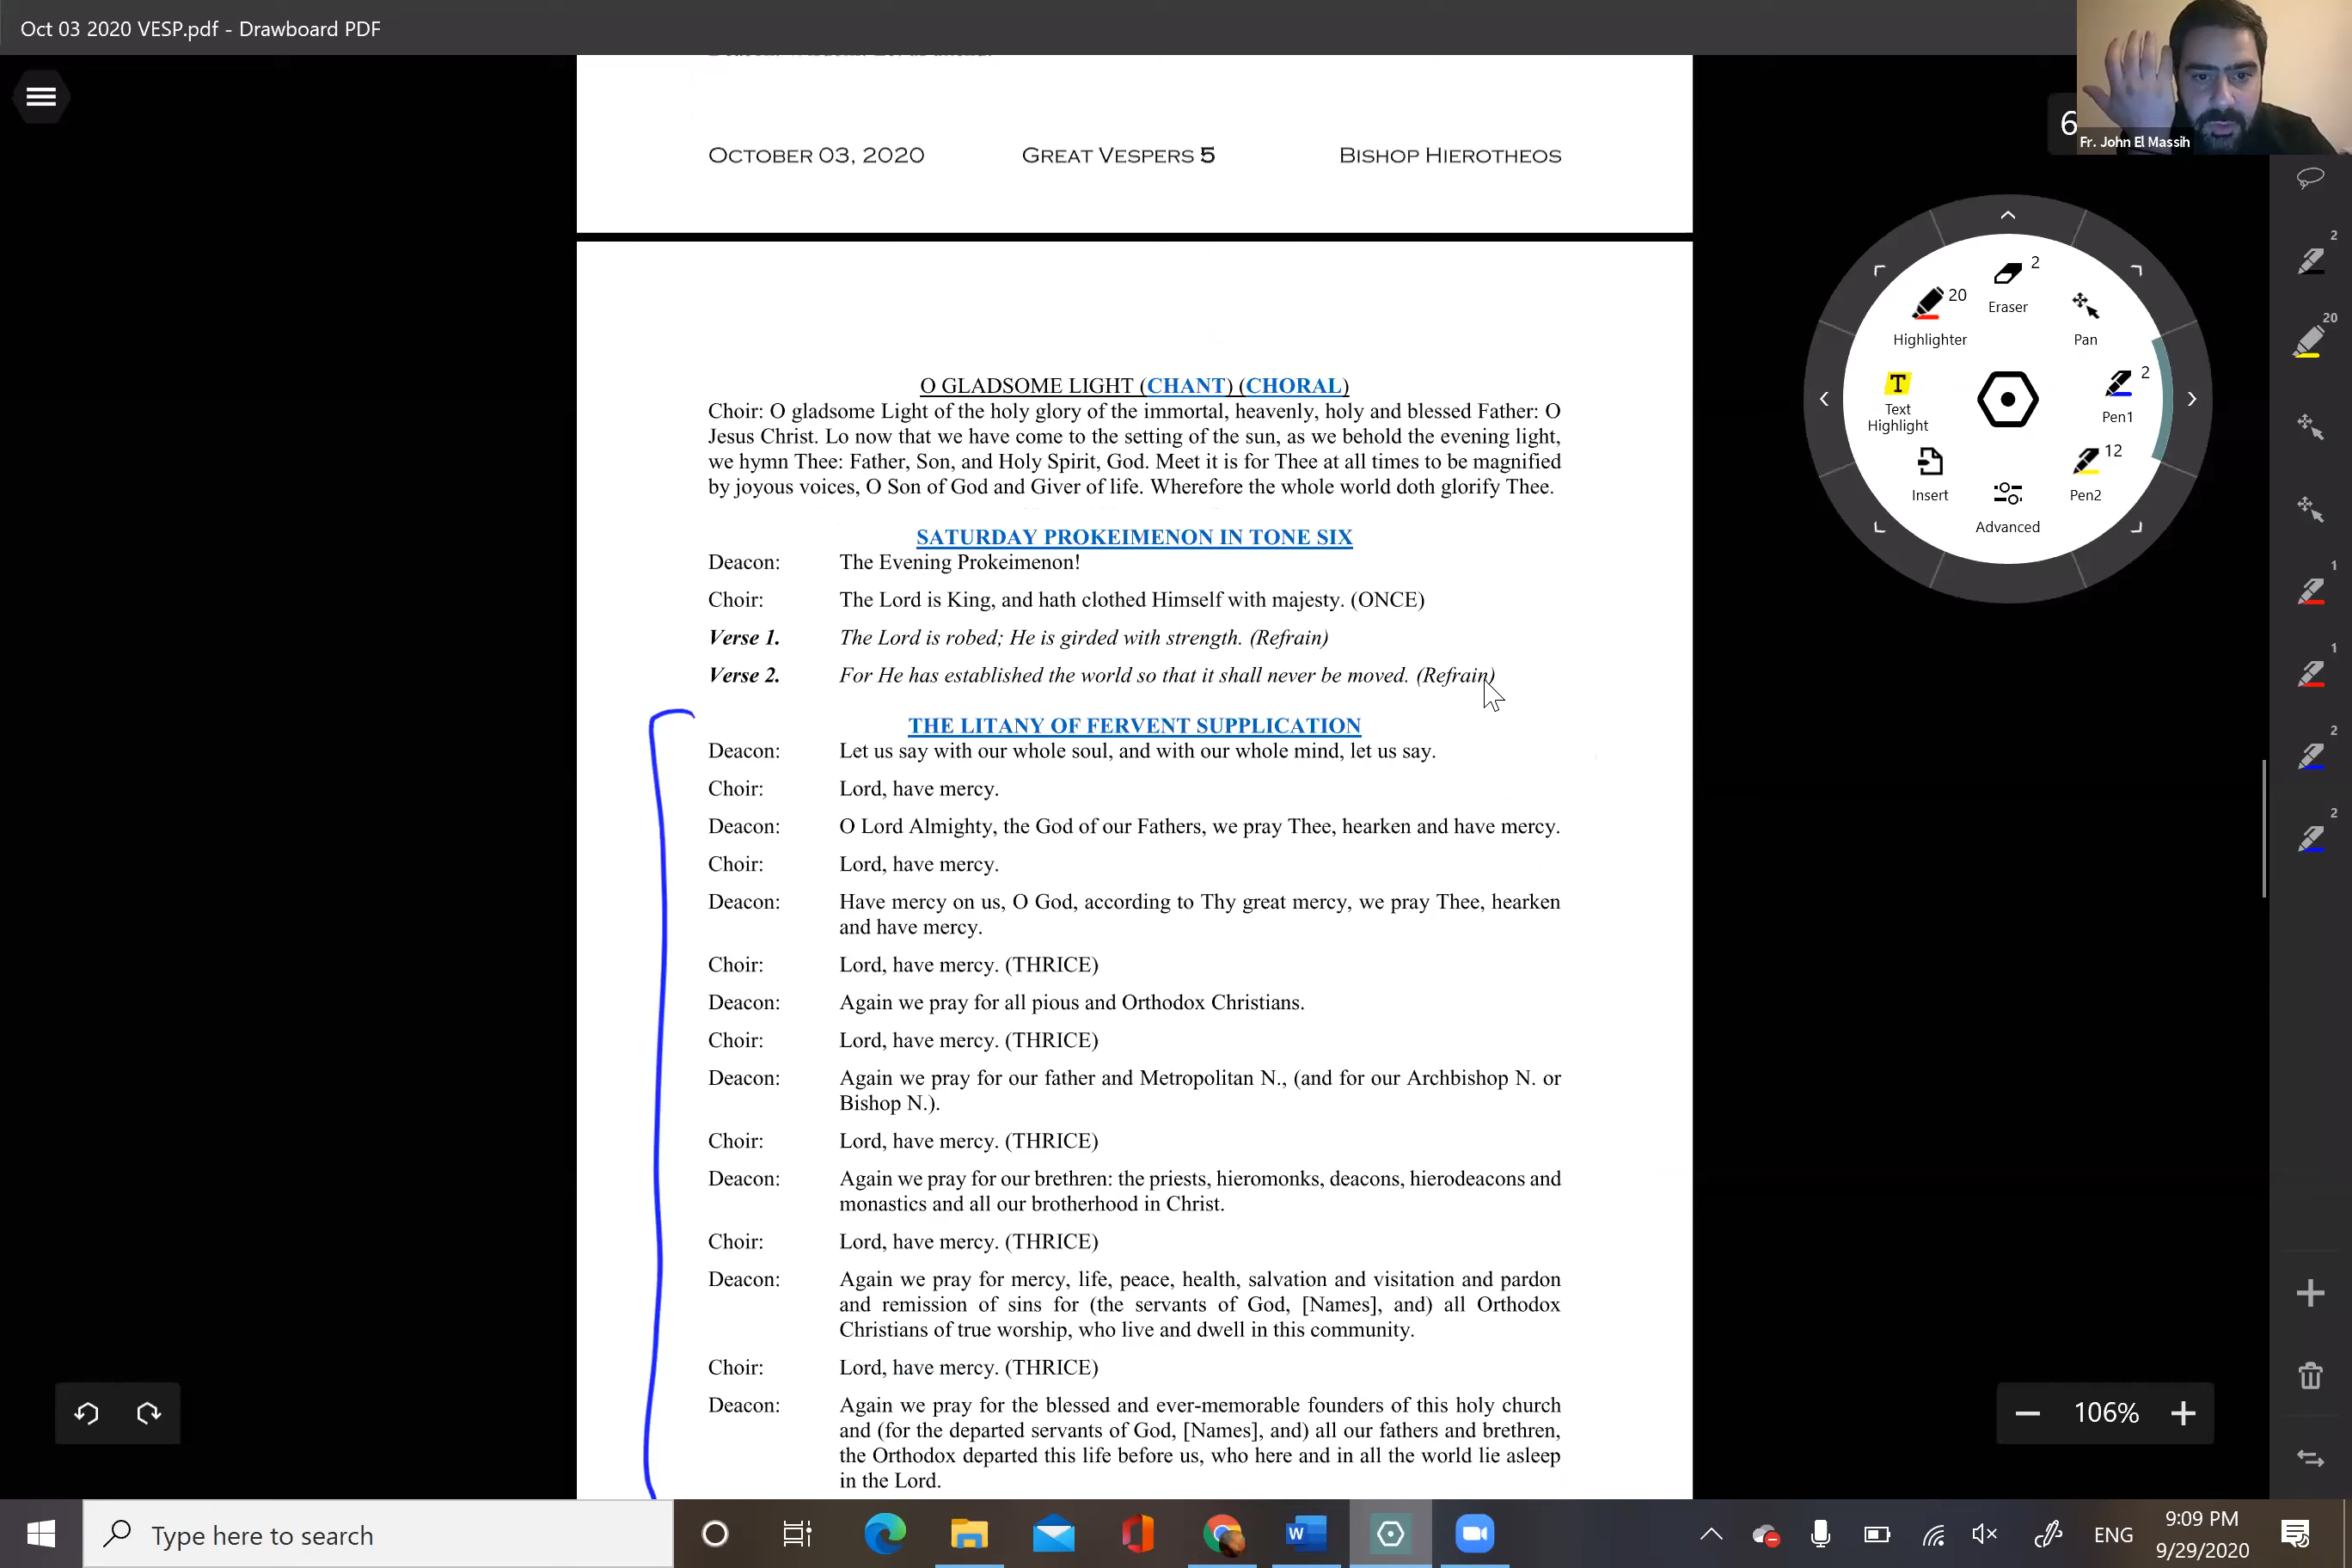 Oct 03 2020 VESP.pdf - Drawboard PDF
Fr. John El Massih
6
OCTOBER 03, 2020 GREAT VESPERS 5 BISHOP HIEROTHEOS
O GLADSOME LIGHT (CHANT) (CHORAL)
Choir: O gladsome Light of the holy glory of the immortal, heavenly, holy and blessed Father: O
Jesus Christ. Lo now that we have come to the setting of the sun, as we behold the evening light,
we hymn Thee: Father, Son, and Holy Spirit, God. Meet it is for Thee at all times to be magnified
by joyous voices, O Son of God and Giver of life. Wherefore the whole world doth glorify Thee.
SATURDAY PROKEIMENON IN TONE SIX
Deacon: The Evening Prokeimenon!
Choir: The Lord is King, and hath clothed Himself with majesty. (ONCE)
Verse 1. The Lord is robed; He is girded with strength. (Refrain)
Verse 2. For He has established the world so that it shall never be moved. (Refrain)
THE LITANY OF FERVENT SUPPLICATION
Deacon: Let us say with our whole soul, and with our whole mind, let us say.
Choir: Lord, have mercy.
Deacon: O Lord Almighty, the God of our Fathers, we pray Thee, hearken and have mercy.
Choir: Lord, have mercy.
Deacon: Have mercy on us, O God, according to Thy great mercy, we pray Thee, hearken
and have mercy.
Choir: Lord, have mercy. (THRICE)
Deacon: Again we pray for all pious and Orthodox Christians.
Choir: Lord, have mercy. (THRICE)
Deacon: Again we pray for our father and Metropolitan N., (and for our Archbishop N. or
Bishop N.).
Choir: Lord, have mercy. (THRICE)
Deacon: Again we pray for our brethren: the priests, hieromonks, deacons, hierodeacons and
monastics and all our brotherhood in Christ.
Choir: Lord, have mercy. (THRICE)
Deacon: Again we pray for mercy, life, peace, health, salvation and visitation and pardon
and remission of sins for (the servants of God, [Names], and) all Orthodox
Christians of true worship, who live and dwell in this community.
Choir: Lord, have mercy. (THRICE)
Deacon: Again we pray for the blessed and ever-memorable founders of this holy church
and (for the departed servants of God, [Names], and) all our fathers and brethren,
the Orthodox departed this life before us, who here and in all the world lie asleep
in the Lord.
2
Eraser
20
Highlighter
Pan
T
Text
Highlight
2
Pen1
Insert
12
Pen2
Advanced
2
20
1
1
2
2
106%
Type here to search
W
ENG
9:09 PM
9/29/2020